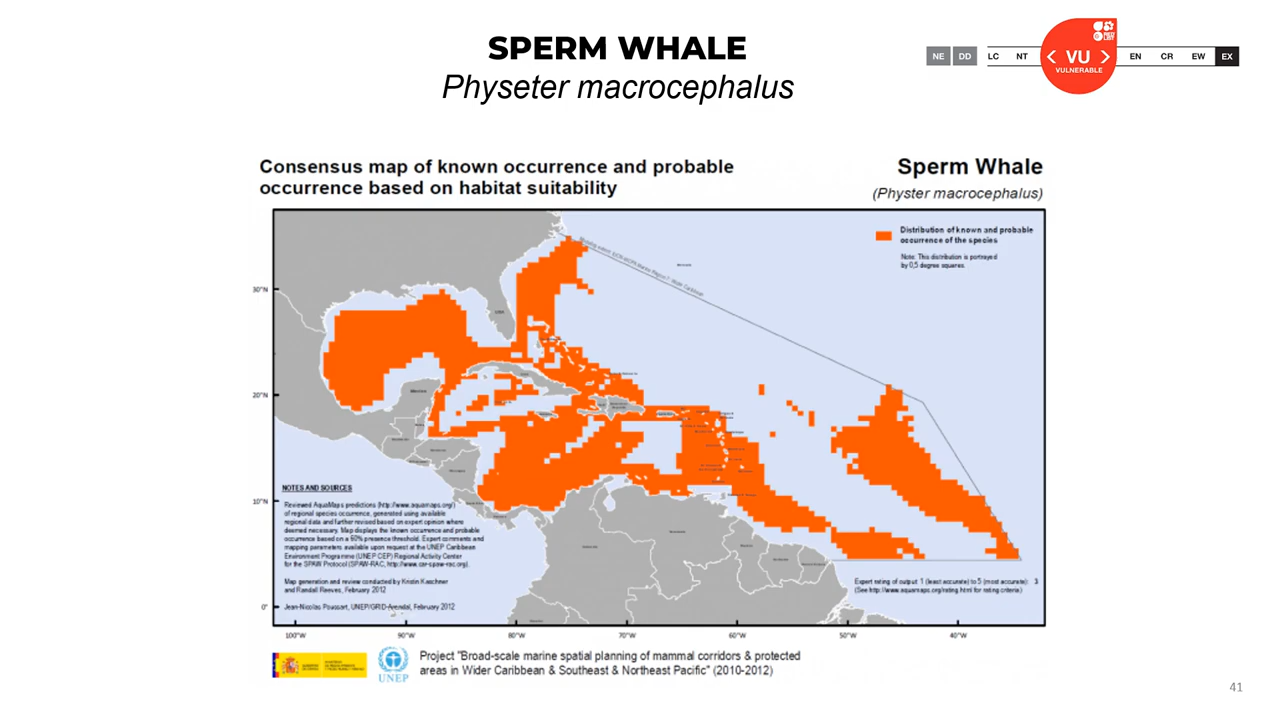 SPERM WHALE
Physeter macrocephalus
NE DD LC NT < VU > EN CR EW EX
VULNERABLE
Consensus map of known occurrence and probable
occurrence based on habitat suitability
Sperm Whale
(Physter macrocephalus)
Distribution of known and probable
occurrence of the species
Note: This distribution is portrayed
by 0,5 degree squares.
30°N
20°N
10°N
0°
USA
NOTES AND SOURCES
Reviewed AquaMaps predictions (http://www.aquamaps.org/)
of regional species occurrence, generated using available
regional data and further revised based on expert opinion where
deemed necessary. Map displays the known occurrence and probable
occurrence based on a 60% presence threshold. Expert comments and
mapping parameters available upon request at the UNEP Caribbean
Environment Programme (UNEP CEP) Regional Activity Center
for the SPAW Protocol (SPAW-RAC, http://www.car-spaw-rac.org).
Map generation and review conducted by Kristin Kaschner
and Randall Reeves, February 2012
Jean-Nicolas Poussart, UNEP/GRID-Arendal, February 2012
Expert rating of output: 1 (least accurate) to 5 (most accurate): 3
(See http://www.aquamaps.org/rating.html for rating criteria)
100°W
90°W
80°W
70°W
60°W
50°W
40°W
UNEP
Project "Broad-scale marine spatial planning of mammal corridors & protected
areas in Wider Caribbean & Southeast & Northeast Pacific" (2010-2012)
41